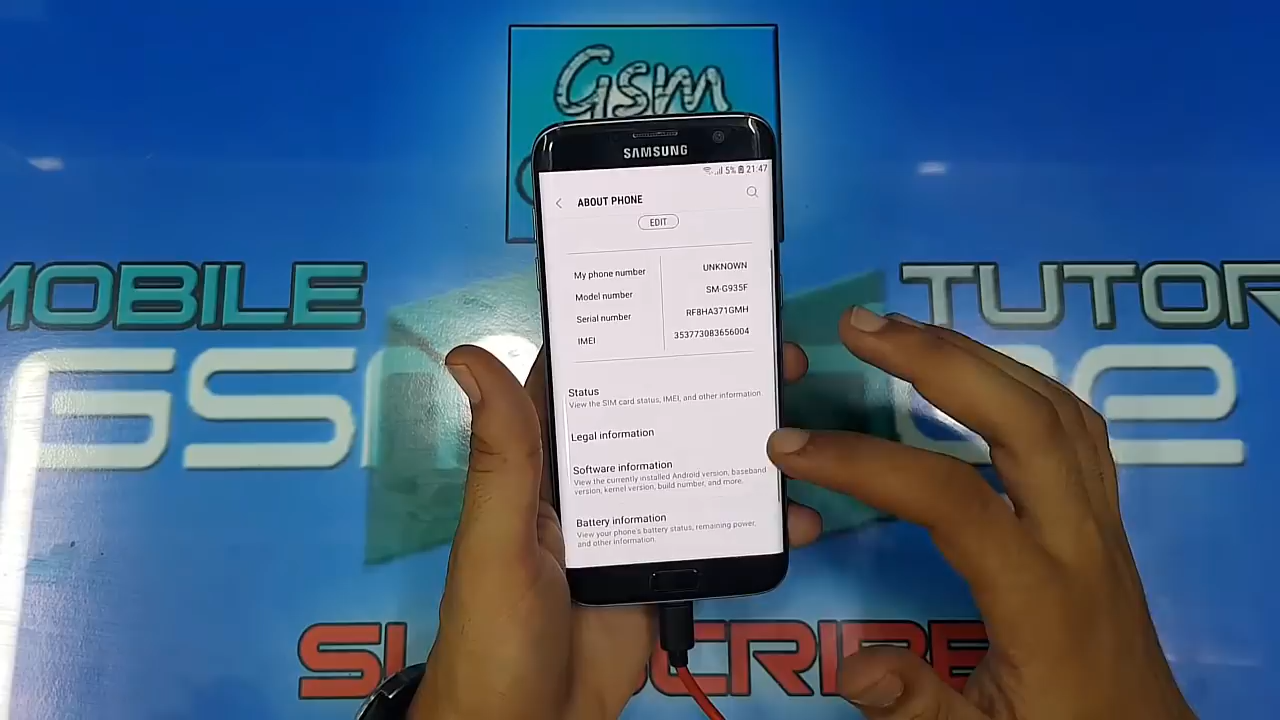 Gsm
SAMSUNG
5% 21:47
ABOUT PHONE
EDIT
My phone number UNKNOWN
Model number SM-G935F
Serial number RF8HA371GMH
IMEI 353773083656004
Status
View the SIM card status, IMEI, and other information.
Legal information
Software information
View the currently installed Android version, baseband
version, kernel version, build number, and more.
Battery information
View your phone's battery status, remaining power,
and other information.
MOBILE TUTOR